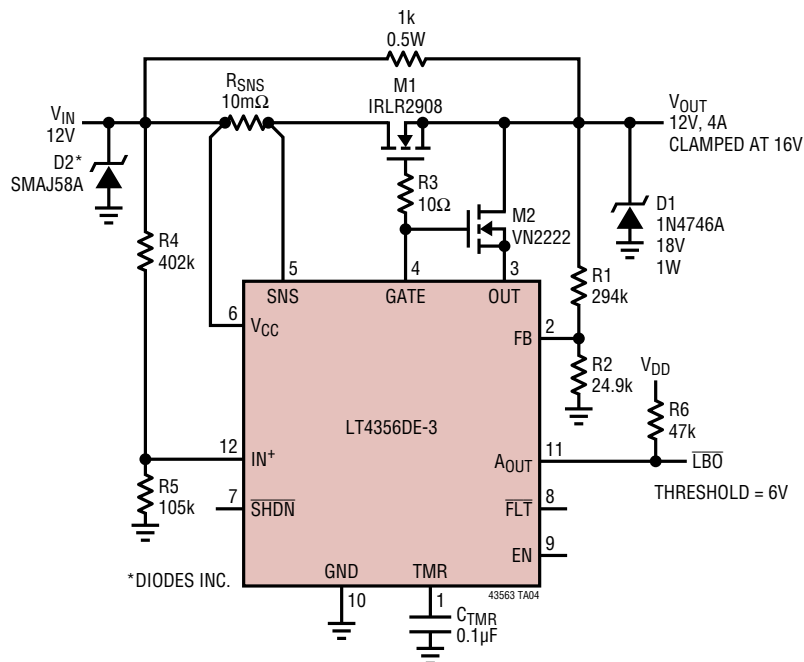 1k
0.5W
RSNS
10mΩ
M1
IRLR2908
VIN
12V
VOUT
12V, 4A
CLAMPED AT 16V
D2*
SMAJ58A
R3
10Ω
M2
VN2222
D1
1N4746A
18V
1W
R4
402k
5
4
3
SNS
GATE
OUT
R1
294k
6
VCC
FB
2
R2
24.9k
VDD
LT4356DE-3
R6
47k
12
IN+
AOUT
11
LBO
R5
105k
7
SHDN
FLT
8
THRESHOLD = 6V
EN
9
*DIODES INC.
GND
TMR
43563 TA04
10
1
CTMR
0.1µF